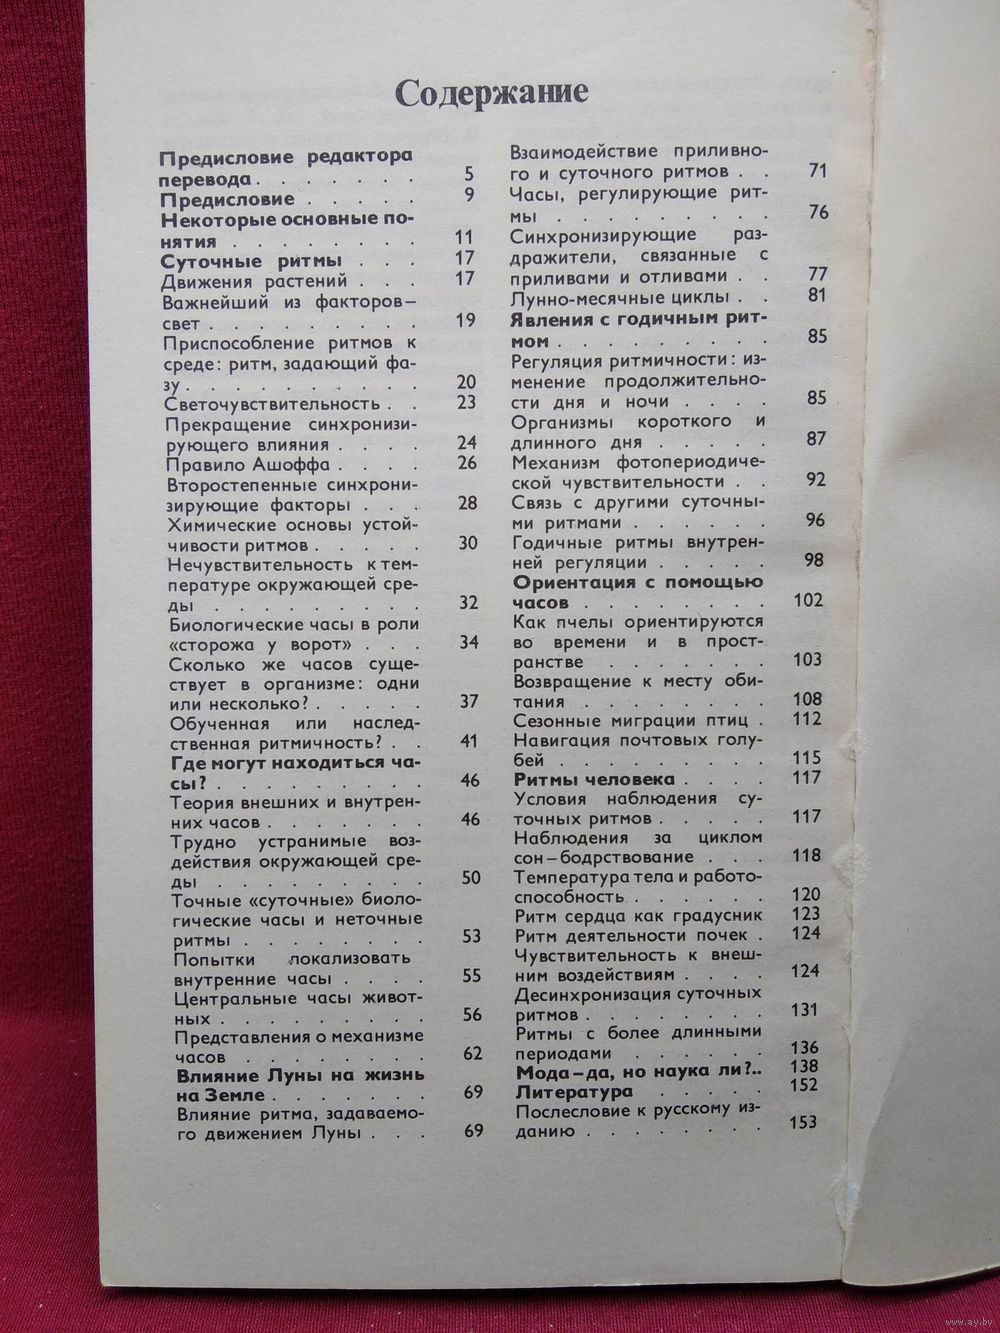 Содержание
Предисловие редактора
перевода . . . . . . . 5
Предисловие . . . . . 9
Некоторые основные по-
нятия . . . . . . . . 11
Суточные ритмы . . . 17
Движения растений . . . 17
Важнейший из факторов –
свет . . . . . . . . . 19
Приспособление ритмов к
среде: ритм, задающий фа-
зу . . . . . . . . . . 20
Светочувствительность . . 23
Прекращение синхронизи-
рующего влияния . . . . 24
Правило Ашоффа . . . . 26
Второстепенные синхрони-
зирующие факторы . . . 28
Химические основы устой-
чивости ритмов . . . . . 30
Нечувствительность к тем-
пературе окружающей сре-
ды . . . . . . . . . 32
Биологические часы в роли
«сторожа у ворот» . . . 34
Сколько же часов суще-
ствует в организме: одни
или несколько? . . . . . 37
Обученная или наслед-
ственная ритмичность? . . 41
Где могут находиться ча-
сы? . . . . . . . . . 46
Теория внешних и внутрен-
них часов . . . . . . . 46
Трудно устранимые воз-
действия окружающей сре-
ды . . . . . . . . . 50
Точные «суточные» биоло-
гические часы и неточные
ритмы . . . . . . . . 53
Попытки локализовать
внутренние часы . . . . 55
Центральные часы живот-
ных . . . . . . . . . 56
Представления о механизме
часов . . . . . . . . 62
Влияние Луны на жизнь
на Земле . . . . . . . 69
Влияние ритма, задаваемо-
го движением Луны . . . 69
Взаимодействие приливно-
го и суточного ритмов . . 71
Часы, регулирующие рит-
мы . . . . . . . . . 76
Синхронизирующие раз-
дражители, связанные с
приливами и отливами . . 77
Лунно-месячные циклы . . 81
Явления с годичным рит-
мом . . . . . . . . . 85
Регуляция ритмичности: из-
менение продолжительно-
сти дня и ночи . . . . 85
Организмы короткого и
длинного дня . . . . . 87
Механизм фотопериодиче-
ской чувствительности . . 92
Связь с другими суточны-
ми ритмами . . . . . . 96
Годичные ритмы внутрен-
ней регуляции . . . . . 98
Ориентация с помощью
часов . . . . . . . . 102
Как пчелы ориентируются
во времени и в прост-
ранстве . . . . . . . 103
Возвращение к месту оби-
тания . . . . . . . . 108
Сезонные миграции птиц . 112
Навигация почтовых голу-
бей . . . . . . . . . 115
Ритмы человека . . . . 117
Условия наблюдения су-
точных ритмов . . . . . 117
Наблюдения за циклом
сон – бодрствование . . . 118
Температура тела и работо-
способность . . . . . . 120
Ритм сердца как градусник 123
Ритм деятельности почек . 124
Чувствительность к внеш-
ним воздействиям . . . . 124
Десинхронизация суточных
ритмов . . . . . . . . 131
Ритмы с более длинными
периодами . . . . . . 136
Мода – да, но наука ли?.. 138
Литература . . . . . 152
Послесловие к русскому из-
данию . . . . . . . . 153
www.ay.by